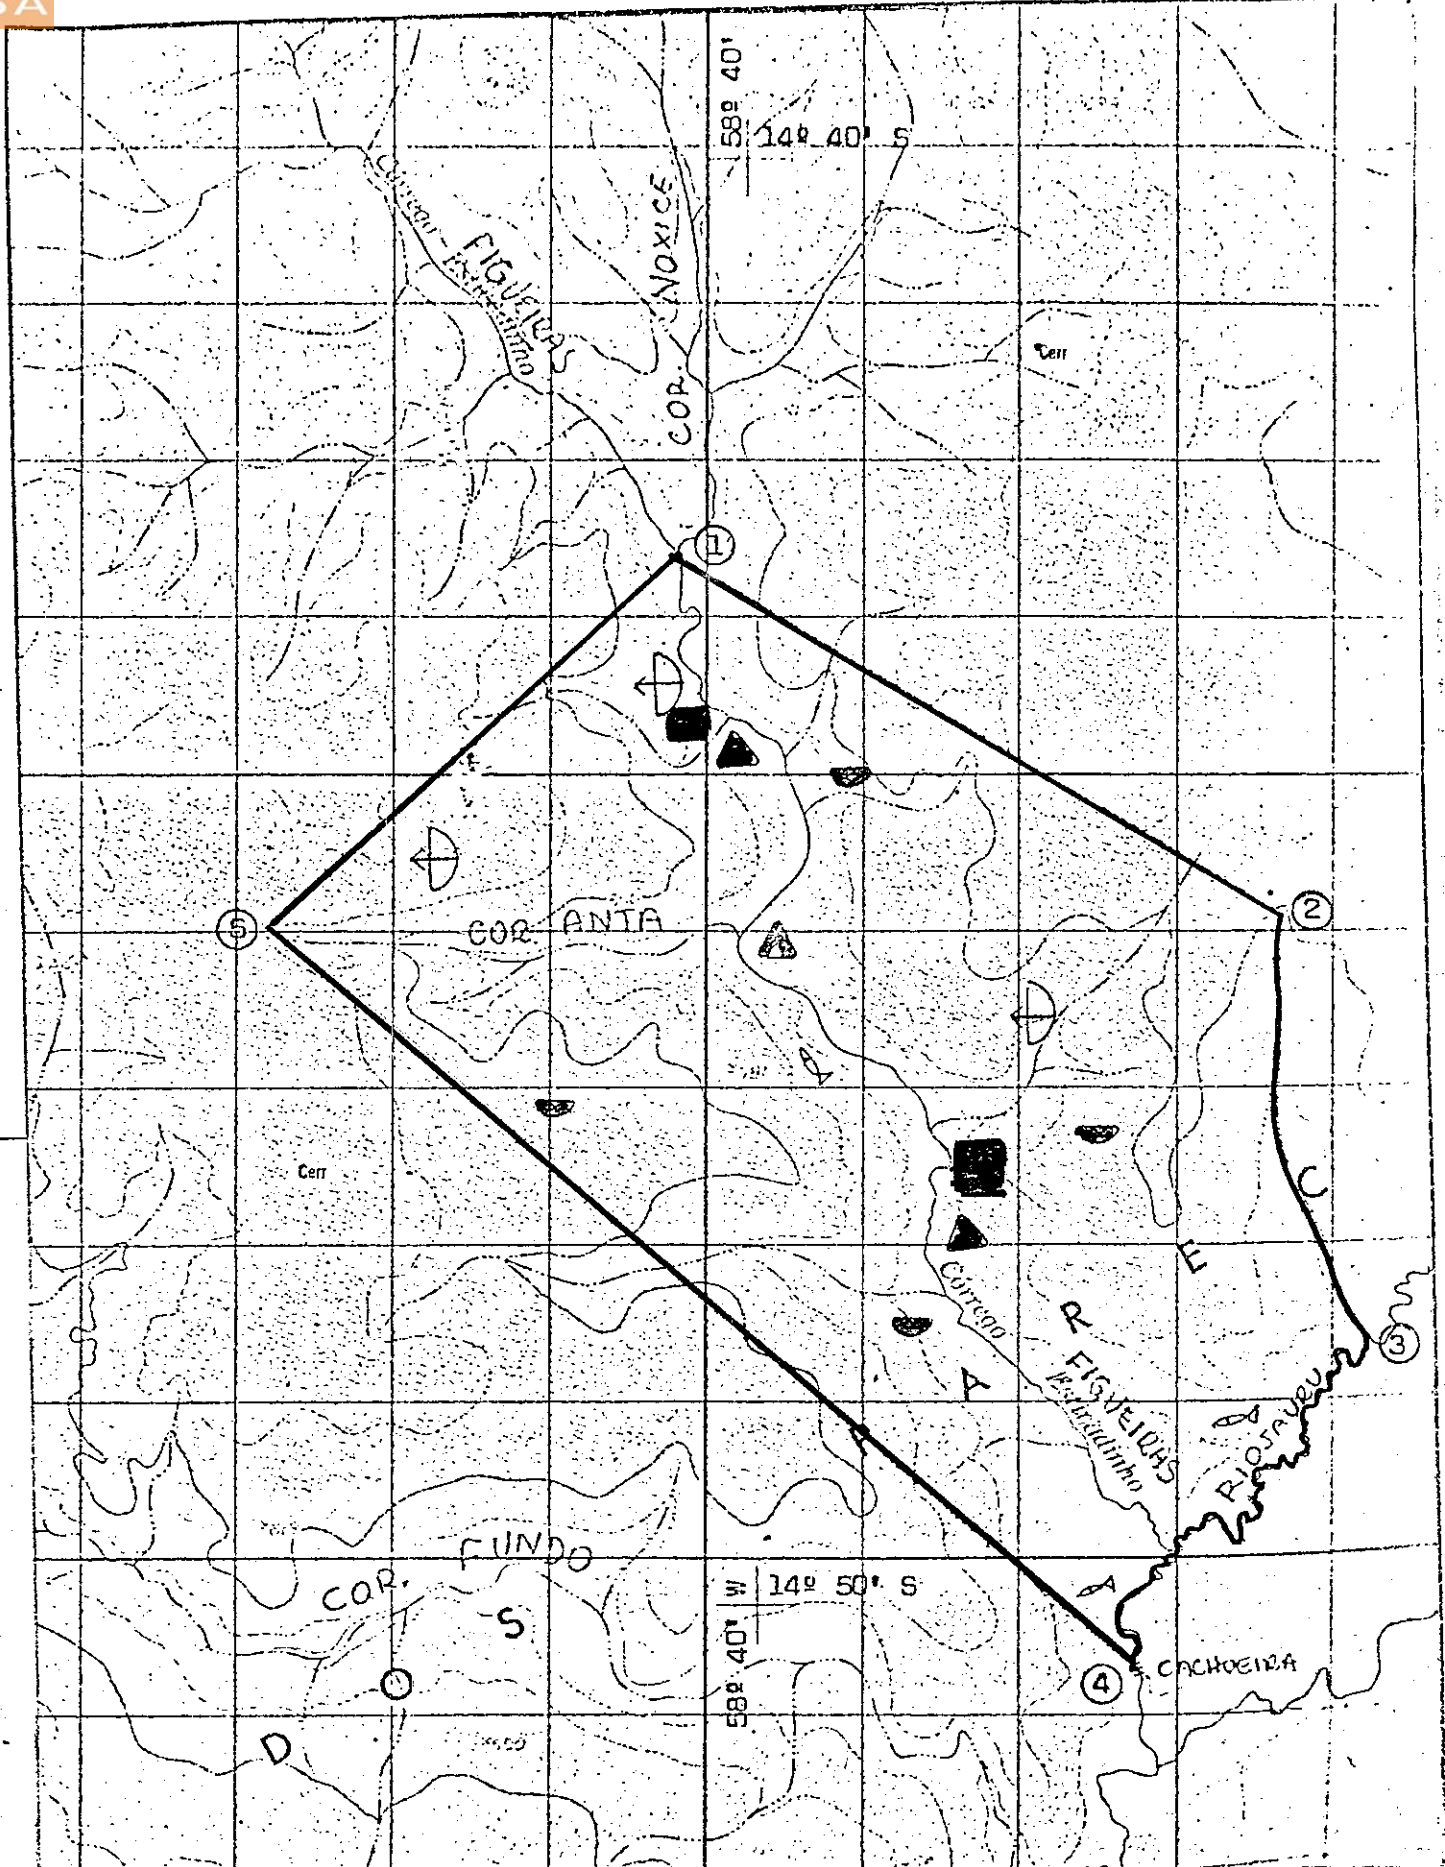 SA
58º 40'
14º 40' S
FIGUEIRAS
NOXICE
COR.
Cerr
1
2
5
COR ANTA
Cerr
C
E
3
Córrego
R
A
FIGUEIRAS
RIO JAURU
COR. FUNDO
S
W
14º 50' S
58º 40'
CACHOEIRA
4
O
D